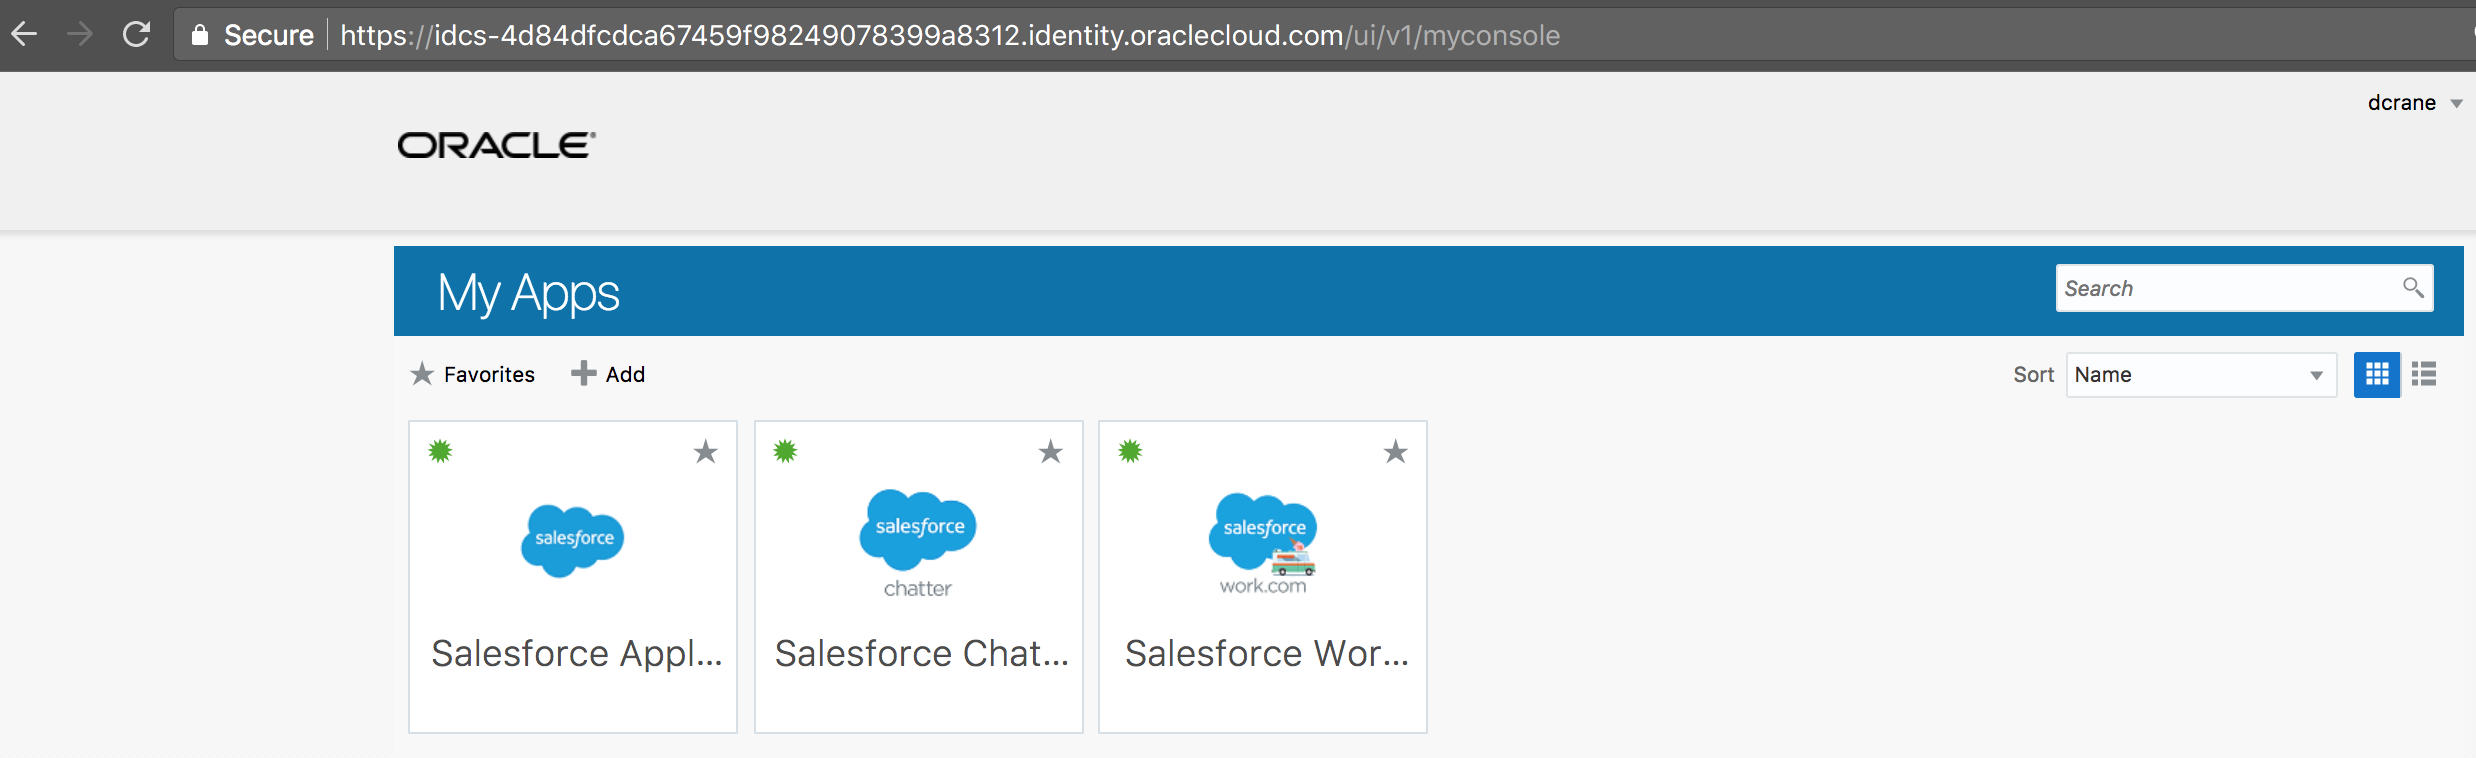 Secure https://idcs-4d84dfcdca67459f98249078399a8312.identity.oraclecloud.com/ui/v1/myconsole
dcrane
ORACLE®
My Apps
Search
Favorites Add
Sort Name
salesforce
salesforce
chatter
salesforce
work.com
Salesforce Appl...
Salesforce Chat...
Salesforce Wor...